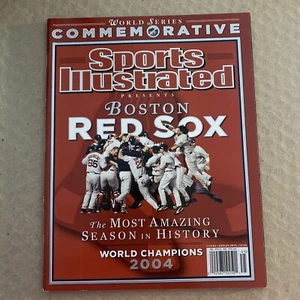 WORLD SERIES
COMMEMORATIVE
Sports
Illustrated
PRESENTS
BOSTON
RED SOX
The MOST AMAZING
SEASON IN HISTORY
WORLD CHAMPIONS
2004